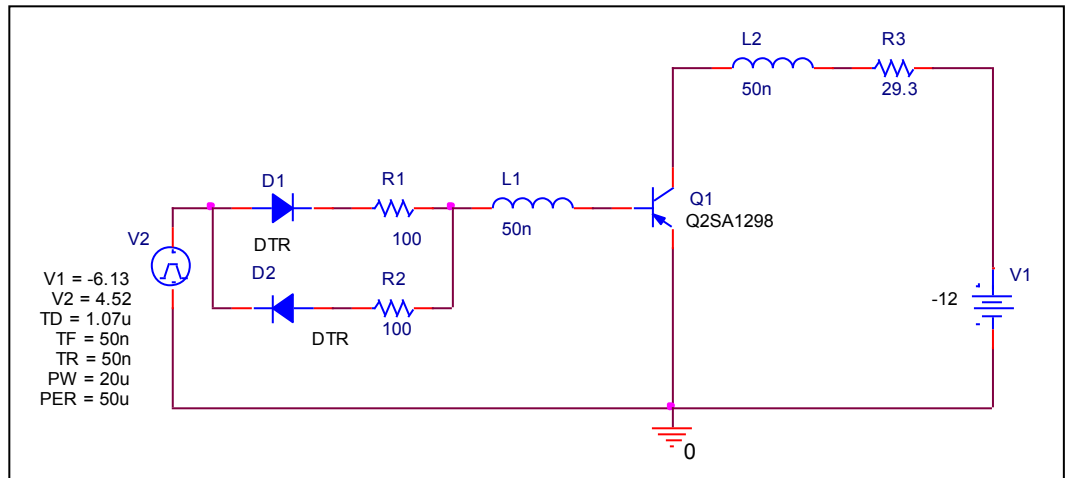 L2
R3
50n
29.3
D1
R1
L1
Q1
Q2SA1298
V2
DTR
100
50n
D2
R2
V1
V1 = -6.13
V2 = 4.52
TD = 1.07u
TF = 50n
TR = 50n
PW = 20u
PER = 50u
DTR
100
-12
0